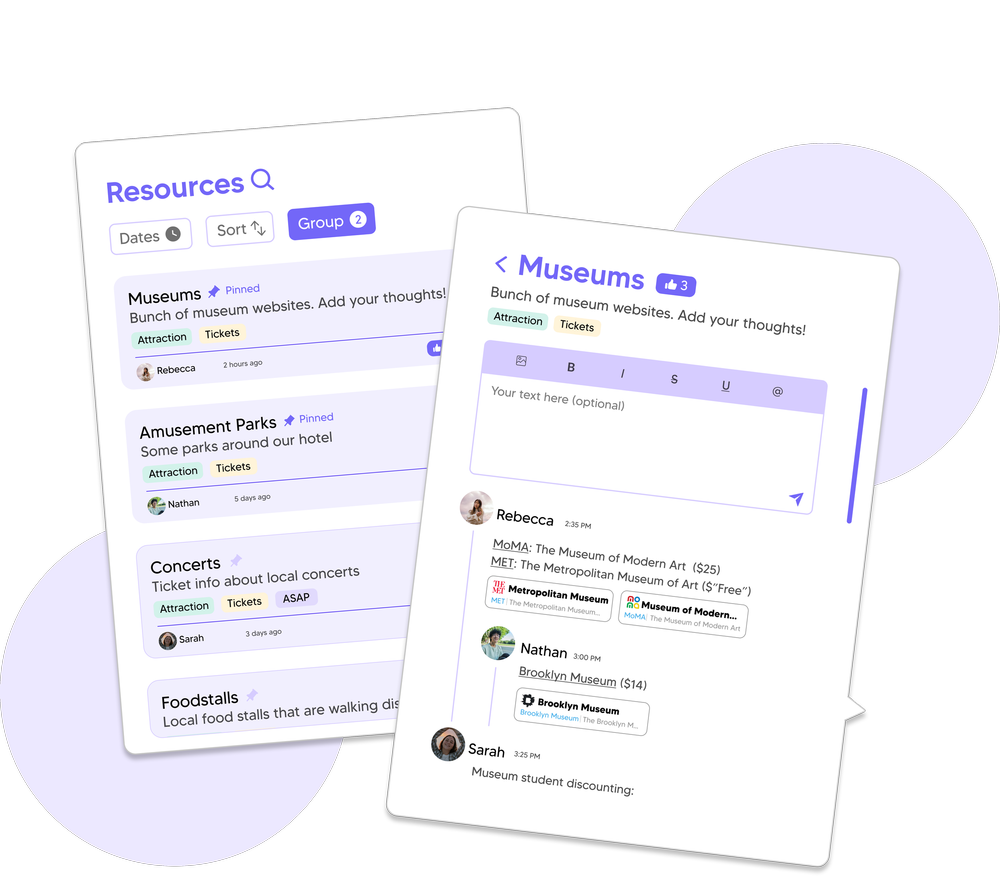 Resources
Dates
Sort
Group 2
Museums Pinned
Bunch of museum websites. Add your thoughts!
Attraction Tickets
Rebecca 2 hours ago
Amusement Parks Pinned
Some parks around our hotel
Attraction Tickets
Nathan 5 days ago
Concerts
Ticket info about local concerts
Attraction Tickets ASAP
Sarah 3 days ago
Foodstalls
Local food stalls that are walking dis
Museums 3
Bunch of museum websites. Add your thoughts!
Attraction Tickets
B I S U @
Your text here (optional)
Rebecca 2:35 PM
MoMA: The Museum of Modern Art ($25)
MET: The Metropolitan Museum of Art ($"Free")
THE MET
Metropolitan Museum
MET | The Metropolitan Museum...
mo ma
Museum of Modern...
MoMA | The Museum of Modern Art
Nathan 3:00 PM
Brooklyn Museum ($14)
Brooklyn Museum
Brooklyn Museum | The Brooklyn M...
Sarah 3:25 PM
Museum student discounting: